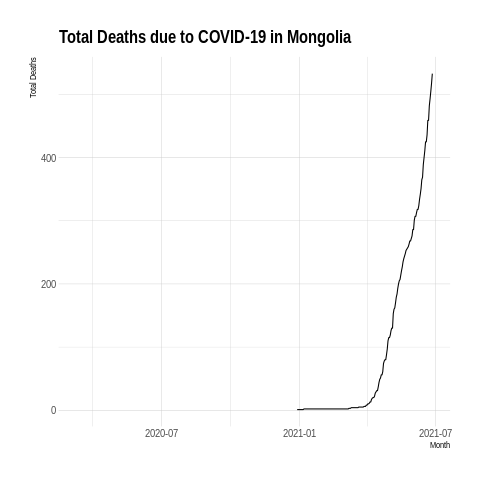 Total Deaths due to COVID-19 in Mongolia
Total Deaths
400
200
0
2020-07
2021-01
2021-07
Month